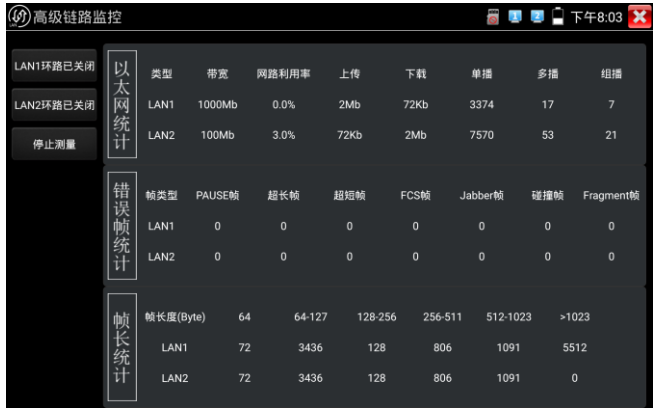 高级链路监控
下午8:03
LAN1环路已关闭
LAN2环路已关闭
停止测量
以太网统计
类型 带宽 网路利用率 上传 下载 单播 多播 组播
LAN1 1000Mb 0.0% 2Mb 72Kb 3374 17 7
LAN2 100Mb 3.0% 72Kb 2Mb 7570 53 21
错误帧统计
帧类型 PAUSE帧 超长帧 超短帧 FCS帧 Jabber帧 碰撞帧 Fragment帧
LAN1 0 0 0 0 0 0 0
LAN2 0 0 0 0 0 0 0
帧长统计
帧长度(Byte) 64 64-127 128-256 256-511 512-1023 >1023
LAN1 72 3436 128 806 1091 5512
LAN2 72 3436 128 806 1091 0